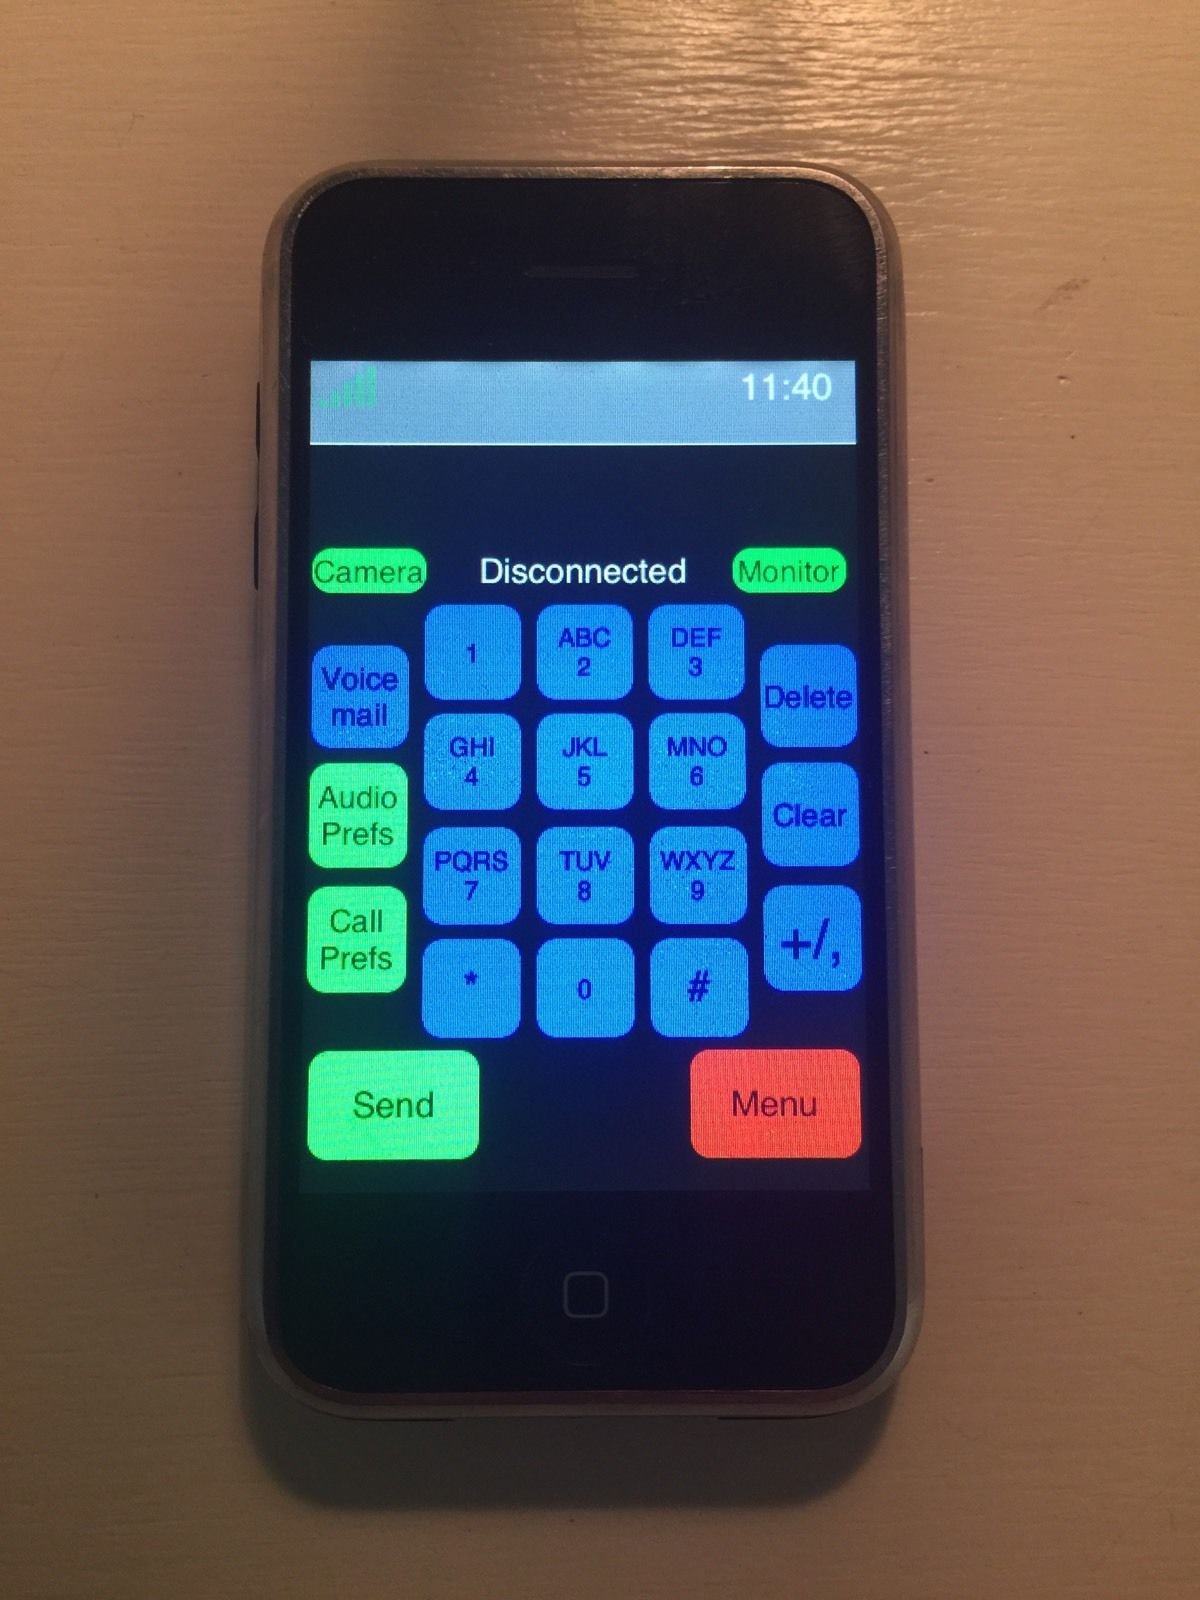 11:40
Camera
Disconnected
Monitor
1
ABC
2
DEF
3
Voice
mail
Delete
GHI
4
JKL
5
MNO
6
Audio
Prefs
Clear
PQRS
7
TUV
8
WXYZ
9
Call
Prefs
+/,
*
0
#
Send
Menu